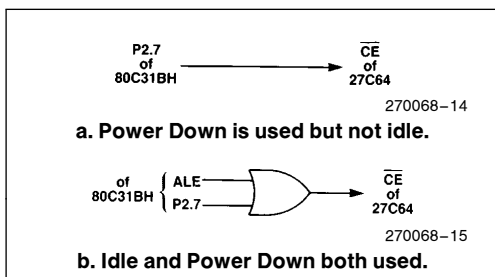 P2.7
of
80C31BH
CE
of
27C64
270068–14
a. Power Down is used but not idle.
of
80C31BH
ALE
P2.7
CE
of
27C64
270068–15
b. Idle and Power Down both used.